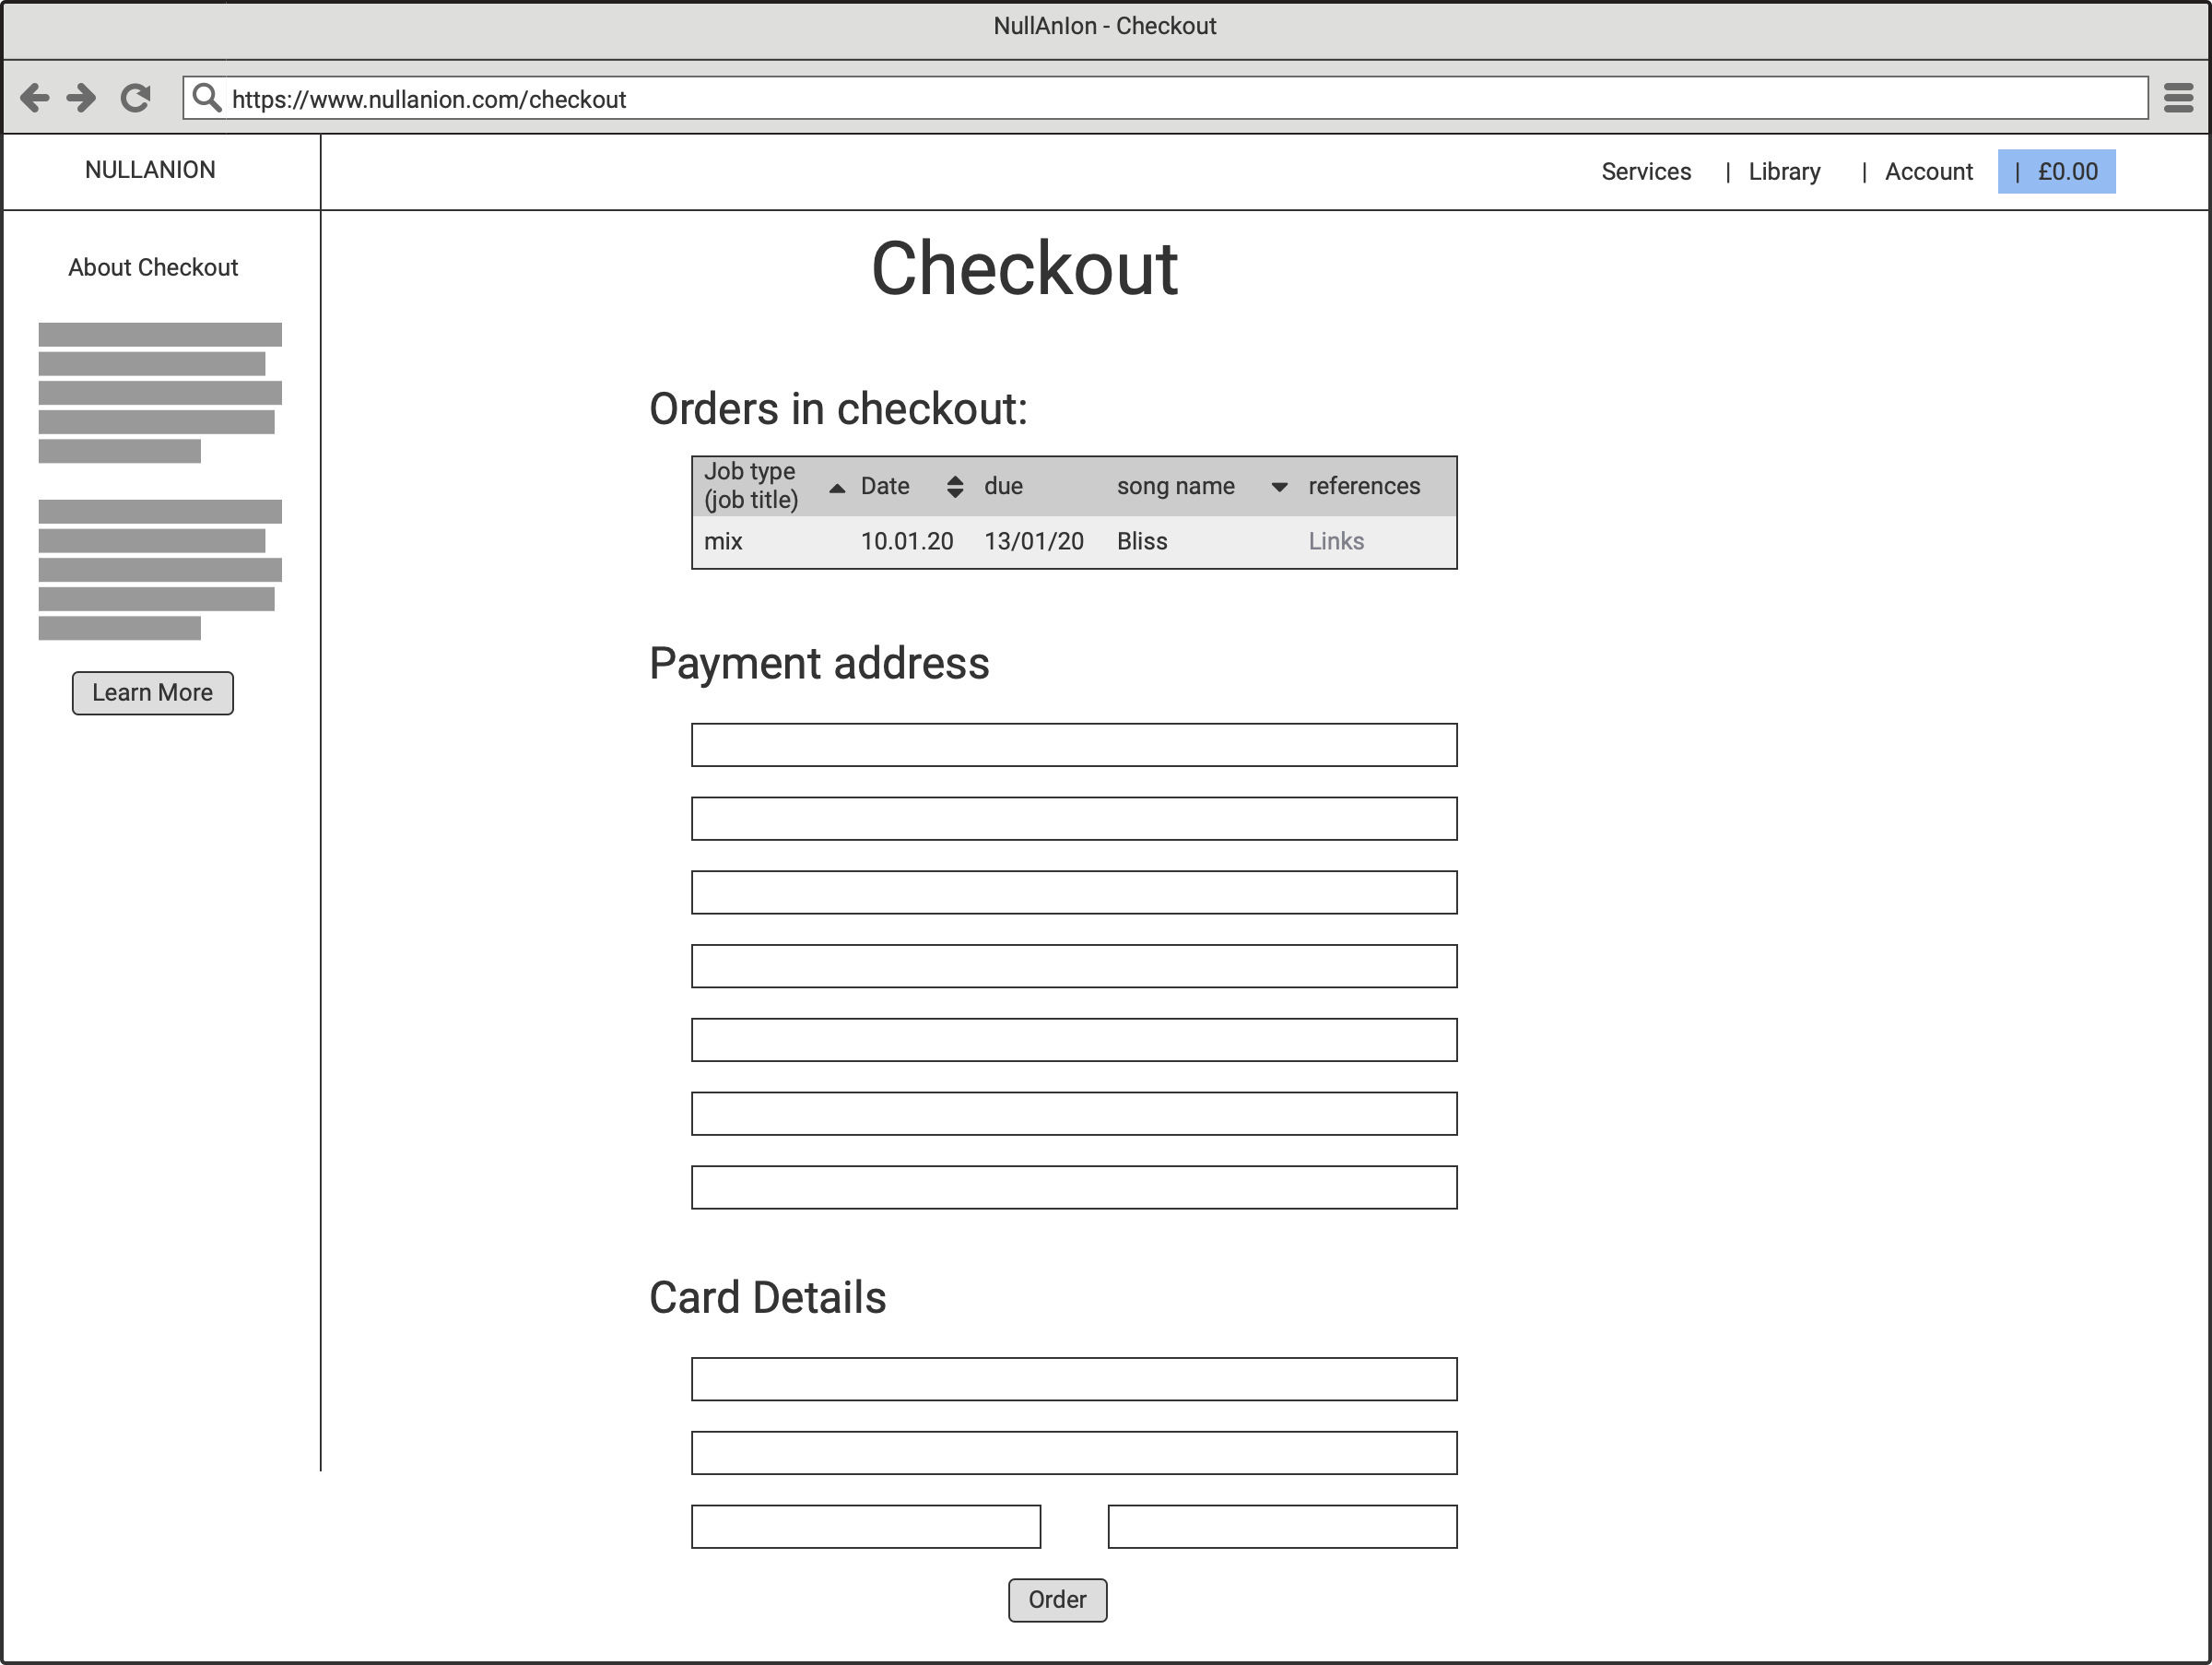 NullAnIon - Checkout
https://www.nullanion.com/checkout
NULLANION
Services | Library | Account | £0.00
About Checkout
Learn More
Checkout
Orders in checkout:
Job type
(job title) Date due song name references
mix 10.01.20 13/01/20 Bliss Links
Payment address
Card Details
Order